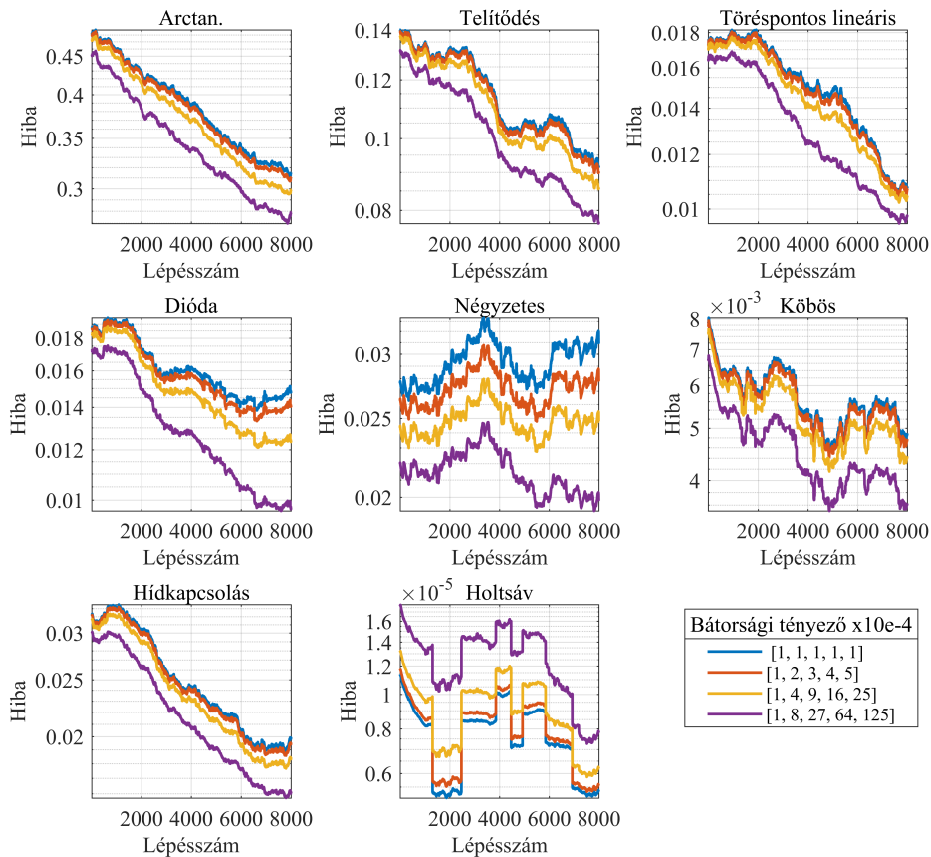 Arctan.
0.45
0.4
0.35
0.3
Hiba
2000 4000 6000 8000
Lépésszám
Telítődés
0.14
0.12
0.1
0.08
Hiba
2000 4000 6000 8000
Lépésszám
Töréspontos lineáris
0.018
0.016
0.014
0.012
0.01
Hiba
2000 4000 6000 8000
Lépésszám
Dióda
0.018
0.016
0.014
0.012
0.01
Hiba
2000 4000 6000 8000
Lépésszám
Négyzetes
0.03
0.025
0.02
Hiba
2000 4000 6000 8000
Lépésszám
Köbös
×10⁻³
8
7
6
5
4
Hiba
2000 4000 6000 8000
Lépésszám
Hídkapcsolás
0.03
0.025
0.02
Hiba
2000 4000 6000 8000
Lépésszám
Holtsáv
×10⁻⁵
1.6
1.4
1.2
1
0.8
0.6
Hiba
2000 4000 6000 8000
Lépésszám
Bátorsági tényező x10e-4
[1, 1, 1, 1, 1]
[1, 2, 3, 4, 5]
[1, 4, 9, 16, 25]
[1, 8, 27, 64, 125]